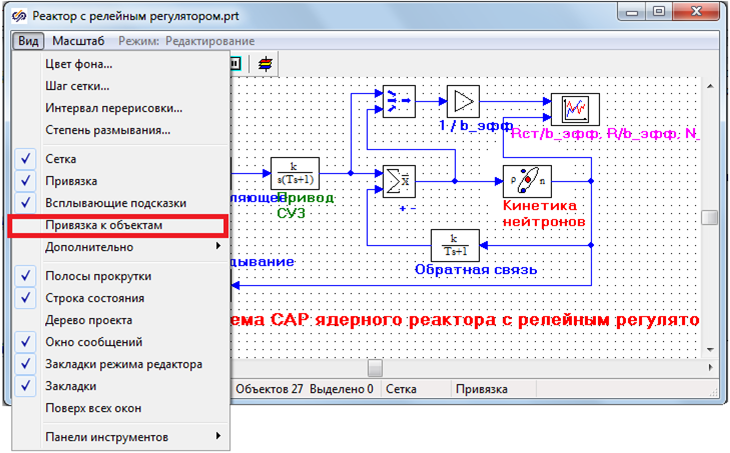 Реактор с релейным регулятором.prt
Вид Масштаб Режим: Редактирование
Цвет фона...
Шаг сетки...
Интервал перерисовки...
Степень размывания...
Сетка
Привязка
Всплывающие подсказки
Привязка к объектам
Дополнительно
Полосы прокрутки
Строка состояния
Дерево проекта
Окно сообщений
Закладки режима редактора
Закладки
Поверх всех окон
Панели инструментов
1 / b_эфф
Rст/b_эфф, R/b_эфф, N_
k
s(Ts+1)
ляющее
Привод
СУЗ
Σx
+ -
ρ n
Кинетика
нейтронов
k
Ts+1
Обратная связь
дывание
ема САР ядерного реактора с релейным регулято
Объектов 27 Выделено 0 Сетка Привязка